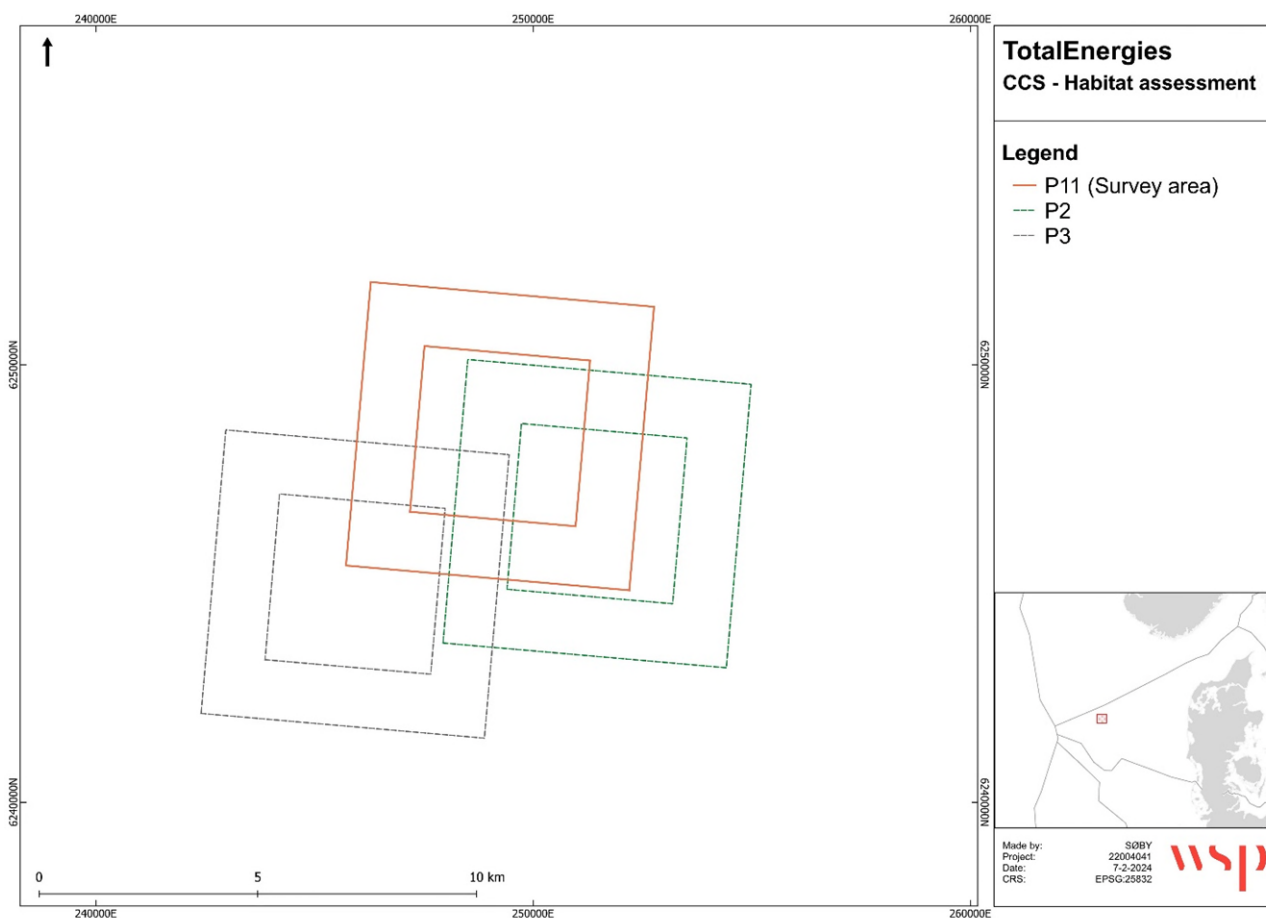 240000E
250000E
260000E
TotalEnergies
CCS - Habitat assessment
Legend
P11 (Survey area)
P2
P3
6250000N
6250000N
6240000N
6240000N
0
5
10 km
240000E
250000E
260000E
Made by: SØBY
Project: 22004041
Date: 7-2-2024
CRS: EPSG:25832
wsp